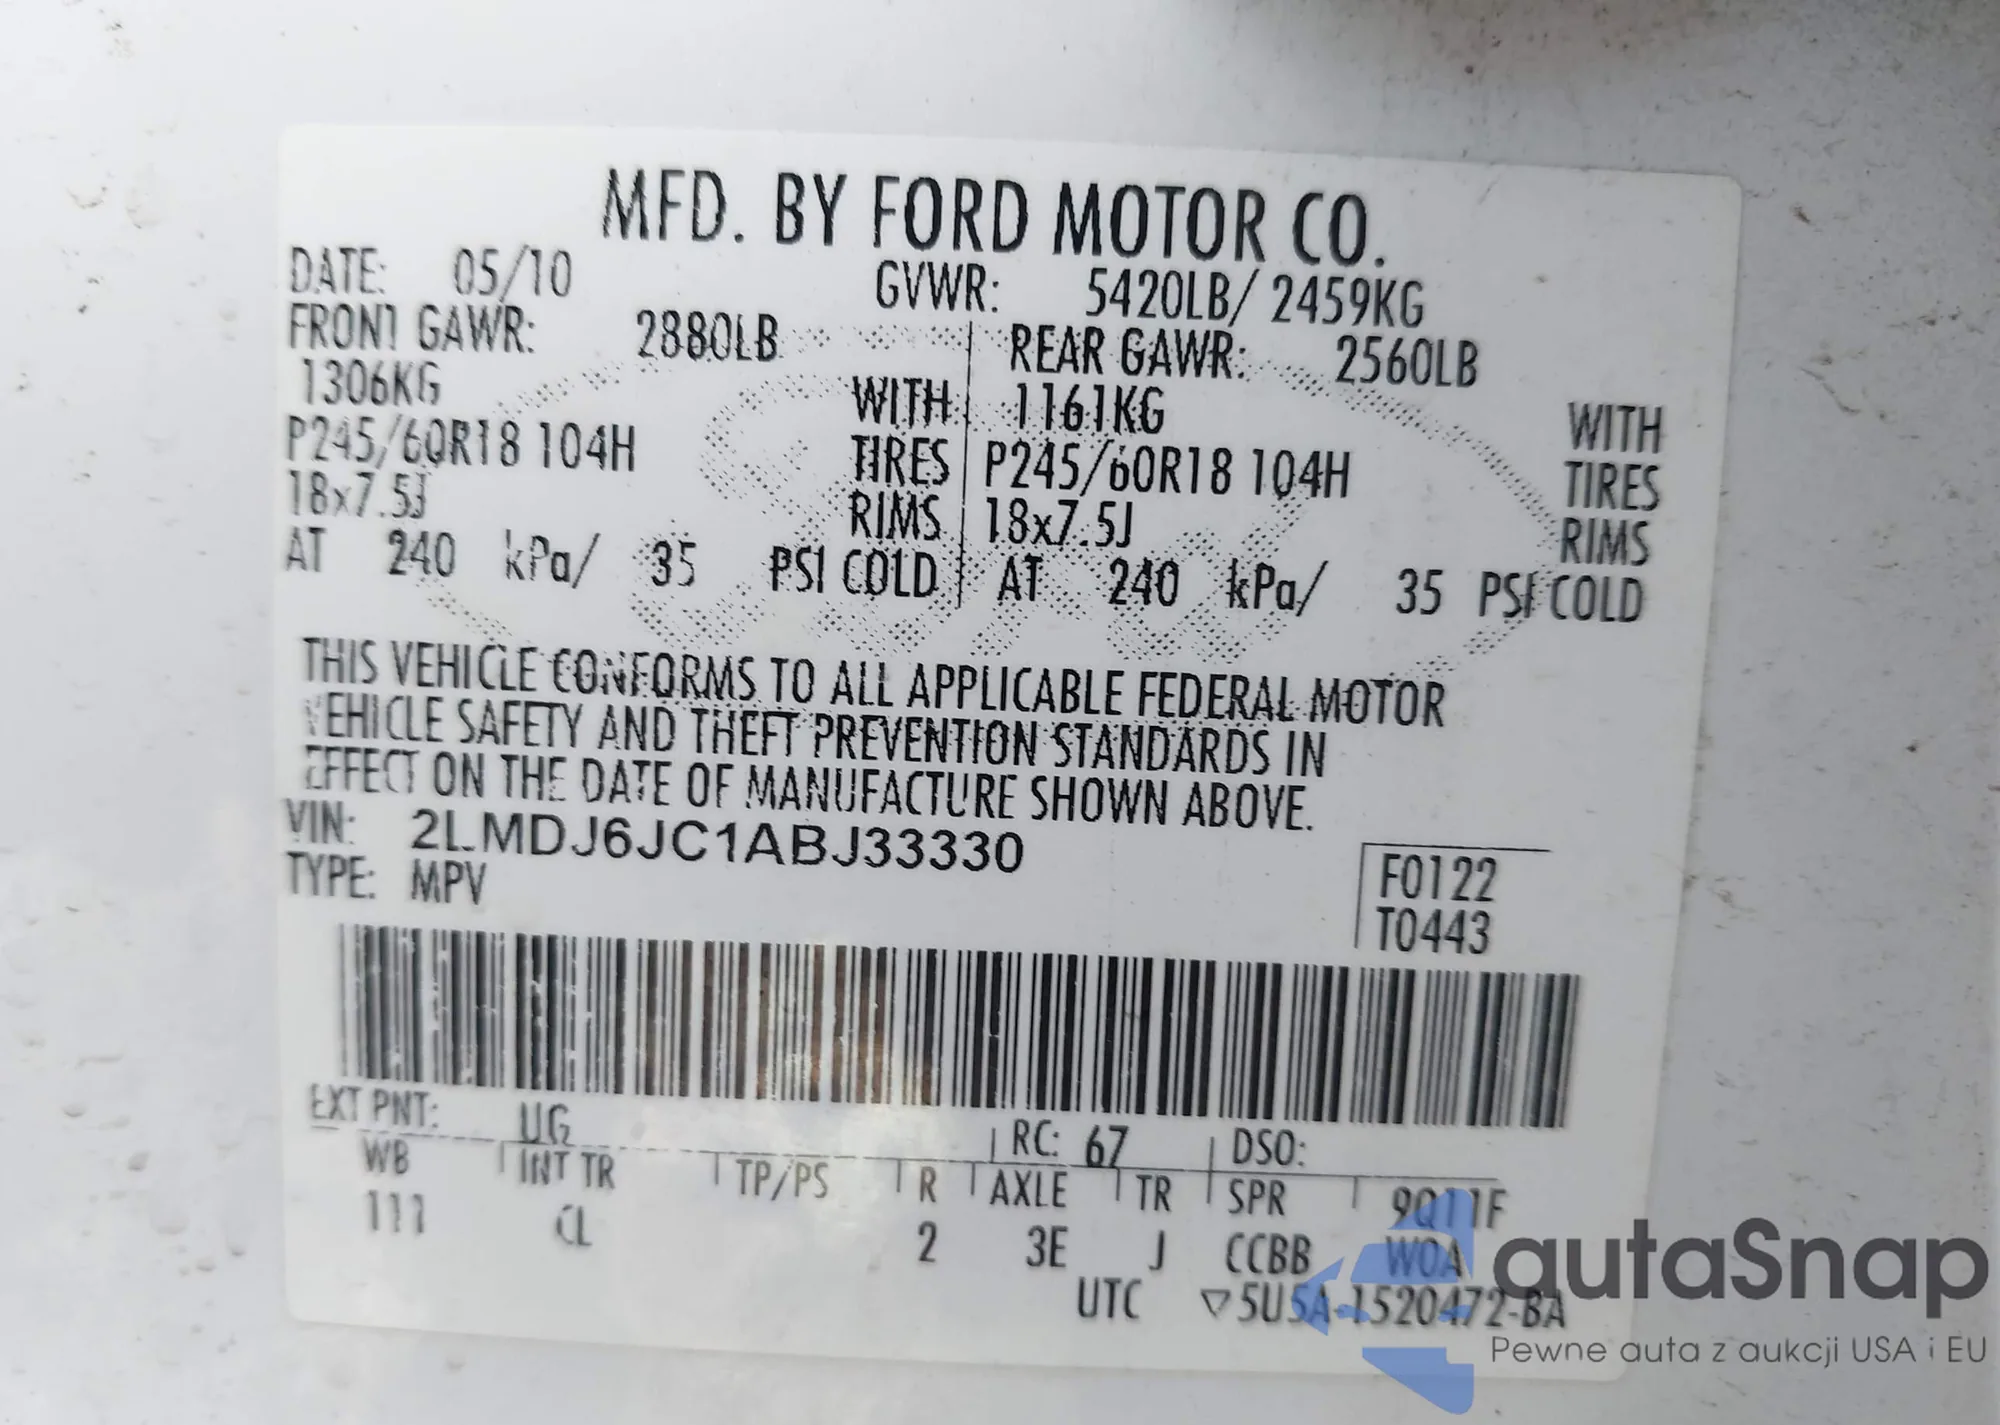 MFD. BY FORD MOTOR CO.
DATE: 05/10 GVWR: 5420LB/ 2459KG
FRONT GAWR: 2880LB REAR GAWR: 2560LB
1306KG WITH 1161KG WITH
P245/60R18 104H TIRES P245/60R18 104H TIRES
18x7.5J RIMS 18x7.5J RIMS
AT 240 kPa/ 35 PSI COLD AT 240 kPa/ 35 PSI COLD
THIS VEHICLE CONFORMS TO ALL APPLICABLE FEDERAL MOTOR
VEHICLE SAFETY AND THEFT PREVENTION STANDARDS IN
EFFECT ON THE DATE OF MANUFACTURE SHOWN ABOVE.
VIN: 2LMDJ6JC1ABJ33330
TYPE: MPV
F0122
T0443
EXT PNT: UG RC: 67 DSO:
WB INT TR TP/PS R AXLE TR SPR 9Q11F
111 CL 2 3E J CCBB WOA
UTC ▽5U5A-1520472-BA
autaSnap
Pewne auta z aukcji USA i EU